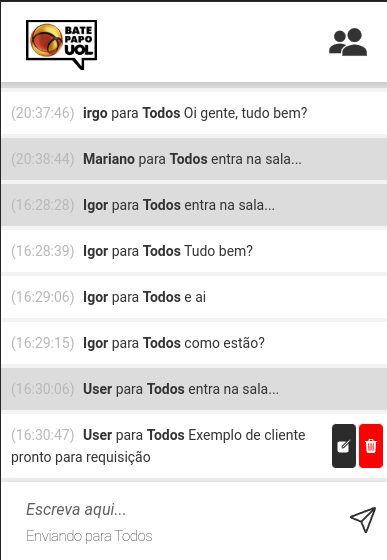 BATE
PAPO
UOL
(20:37:46) irgo para Todos Oi gente, tudo bem?
(20:38:44) Mariano para Todos entra na sala...
(16:28:28) Igor para Todos entra na sala...
(16:28:39) Igor para Todos Tudo bem?
(16:29:06) Igor para Todos e ai
(16:29:15) Igor para Todos como estão?
(16:30:06) User para Todos entra na sala...
(16:30:47) User para Todos Exemplo de cliente
pronto para requisição
Escreva aqui...
Enviando para Todos